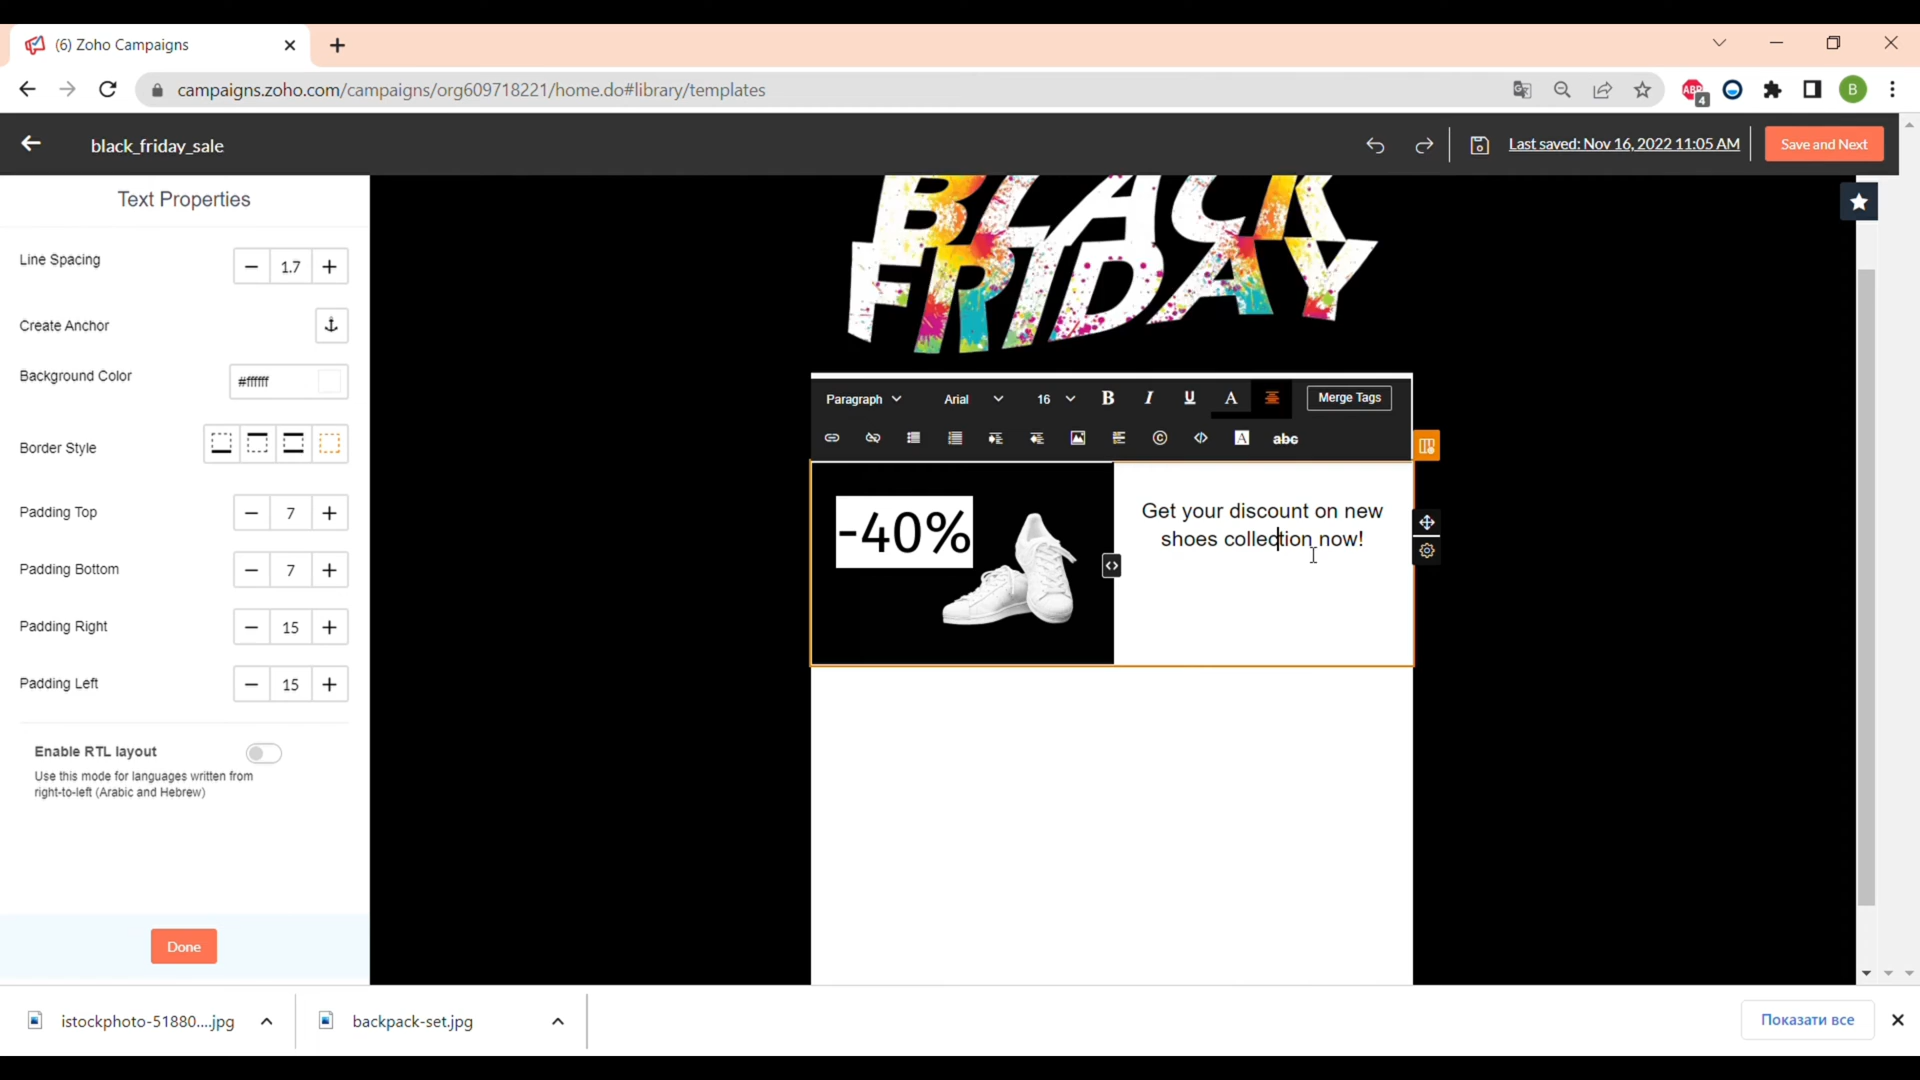 (6) Zoho Campaigns
campaigns.zoho.com/campaigns/org609718221/home.do#library/templates
ABP
4
B
black_friday_sale
Last saved: Nov 16, 2022 11:05 AM
Save and Next
Text Properties
Line Spacing
1.7
Create Anchor
Background Color
#ffffff
Border Style
Padding Top
7
Padding Bottom
7
Padding Right
15
Padding Left
15
Enable RTL layout
Use this mode for languages written from
right-to-left (Arabic and Hebrew)
Done
BLACK
FRIDAY
Paragraph
Arial
16
B
I
U
A
Merge Tags
A
abc
-40%
Get your discount on new
shoes collection now!
istockphoto-51880....jpg
backpack-set.jpg
Показати все